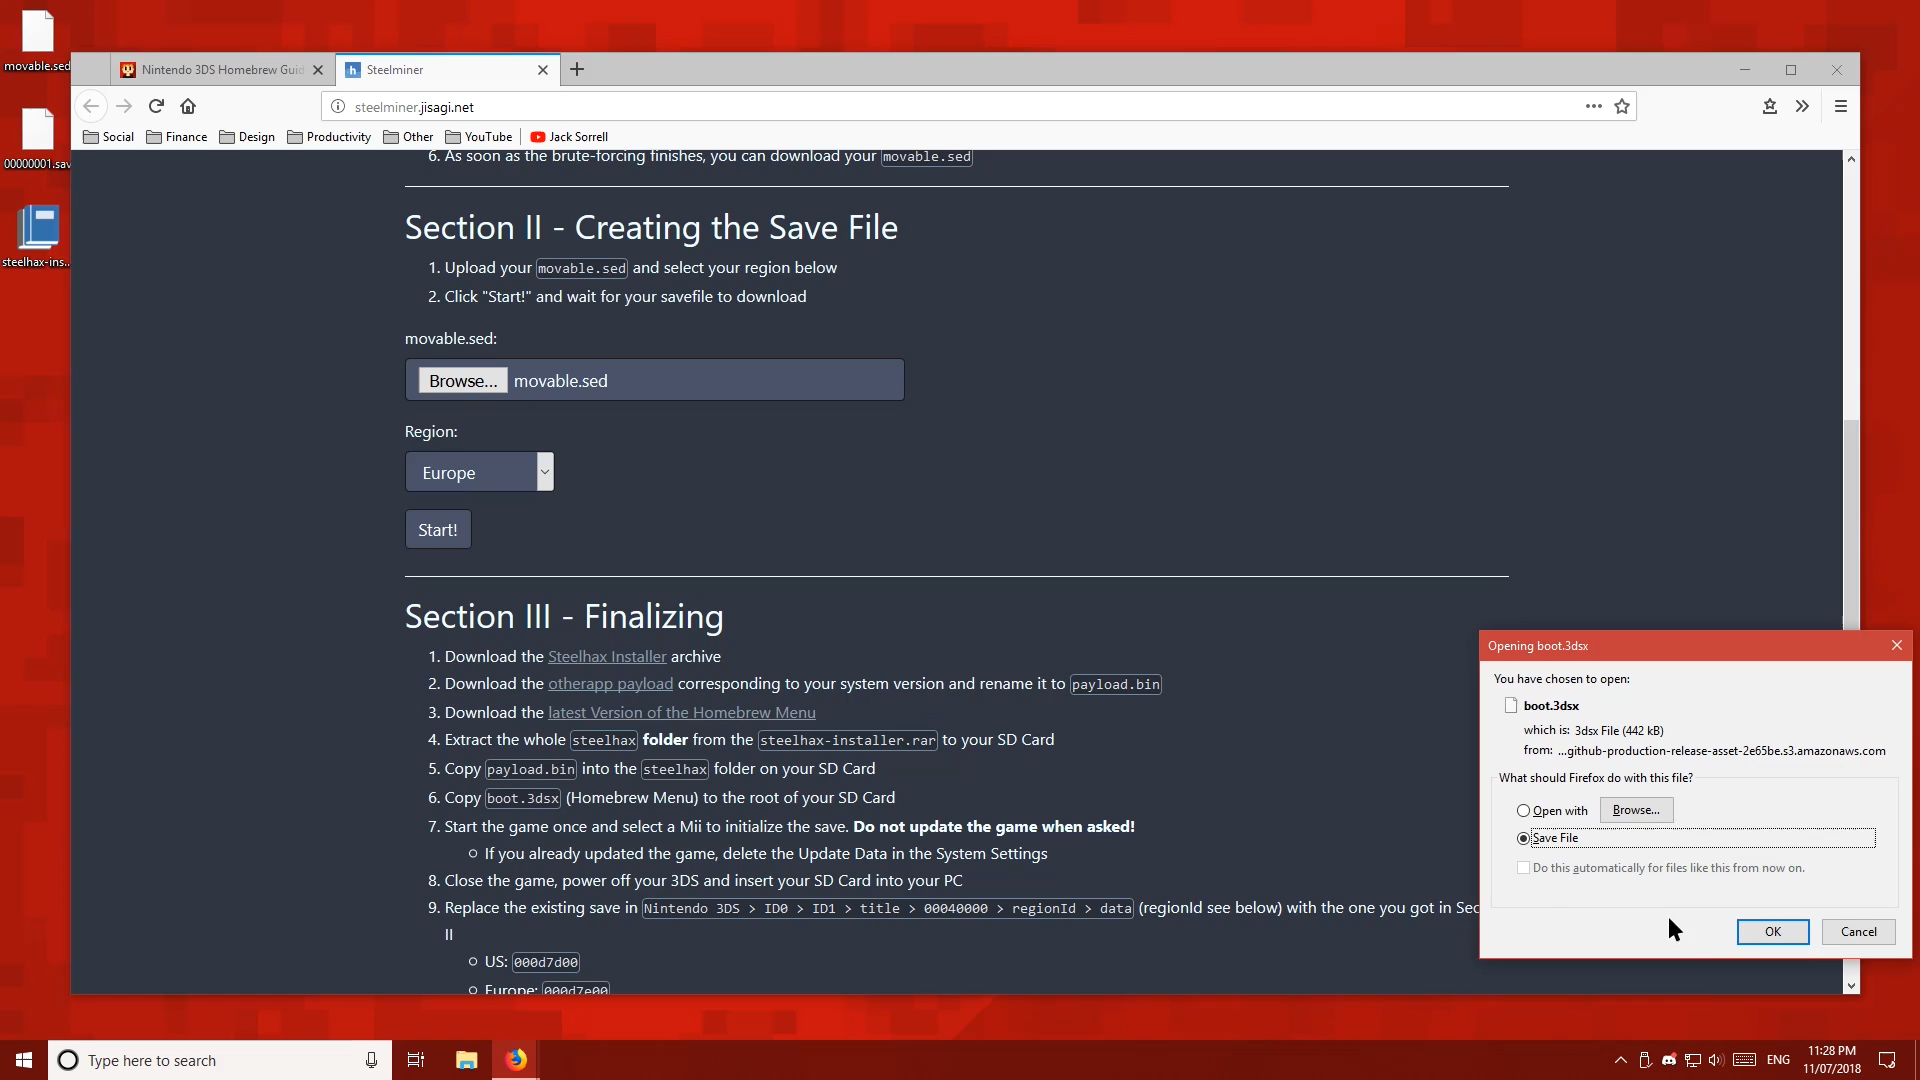 movable.sed
00000001.sav
steelhax-ins...
Nintendo 3DS Homebrew Guid
Steelminer
steelminer.jisagi.net
Social
Finance
Design
Productivity
Other
YouTube
Jack Sorrell
6. As soon as the brute-forcing finishes, you can download your movable.sed
Section II - Creating the Save File
1. Upload your movable.sed and select your region below
2. Click "Start!" and wait for your savefile to download
movable.sed:
Browse... movable.sed
Region:
Europe
Start!
Section III - Finalizing
1. Download the Steelhax Installer archive
2. Download the otherapp payload corresponding to your system version and rename it to payload.bin
3. Download the latest Version of the Homebrew Menu
4. Extract the whole steelhax folder from the steelhax-installer.rar to your SD Card
5. Copy payload.bin into the steelhax folder on your SD Card
6. Copy boot.3dsx (Homebrew Menu) to the root of your SD Card
7. Start the game once and select a Mii to initialize the save. Do not update the game when asked!
If you already updated the game, delete the Update Data in the System Settings
8. Close the game, power off your 3DS and insert your SD Card into your PC
9. Replace the existing save in Nintendo 3DS > ID0 > ID1 > title > 00040000 > regionId > data (regionId see below) with the one you got in Sec
II
US: 000d7d00
Europe: 000d7e00
Opening boot.3dsx
You have chosen to open:
boot.3dsx
which is: 3dsx File (442 kB)
from: ...github-production-release-asset-2e65be.s3.amazonaws.com
What should Firefox do with this file?
Open with Browse...
Save File
Do this automatically for files like this from now on.
OK
Cancel
Type here to search
ENG
11:28 PM
11/07/2018